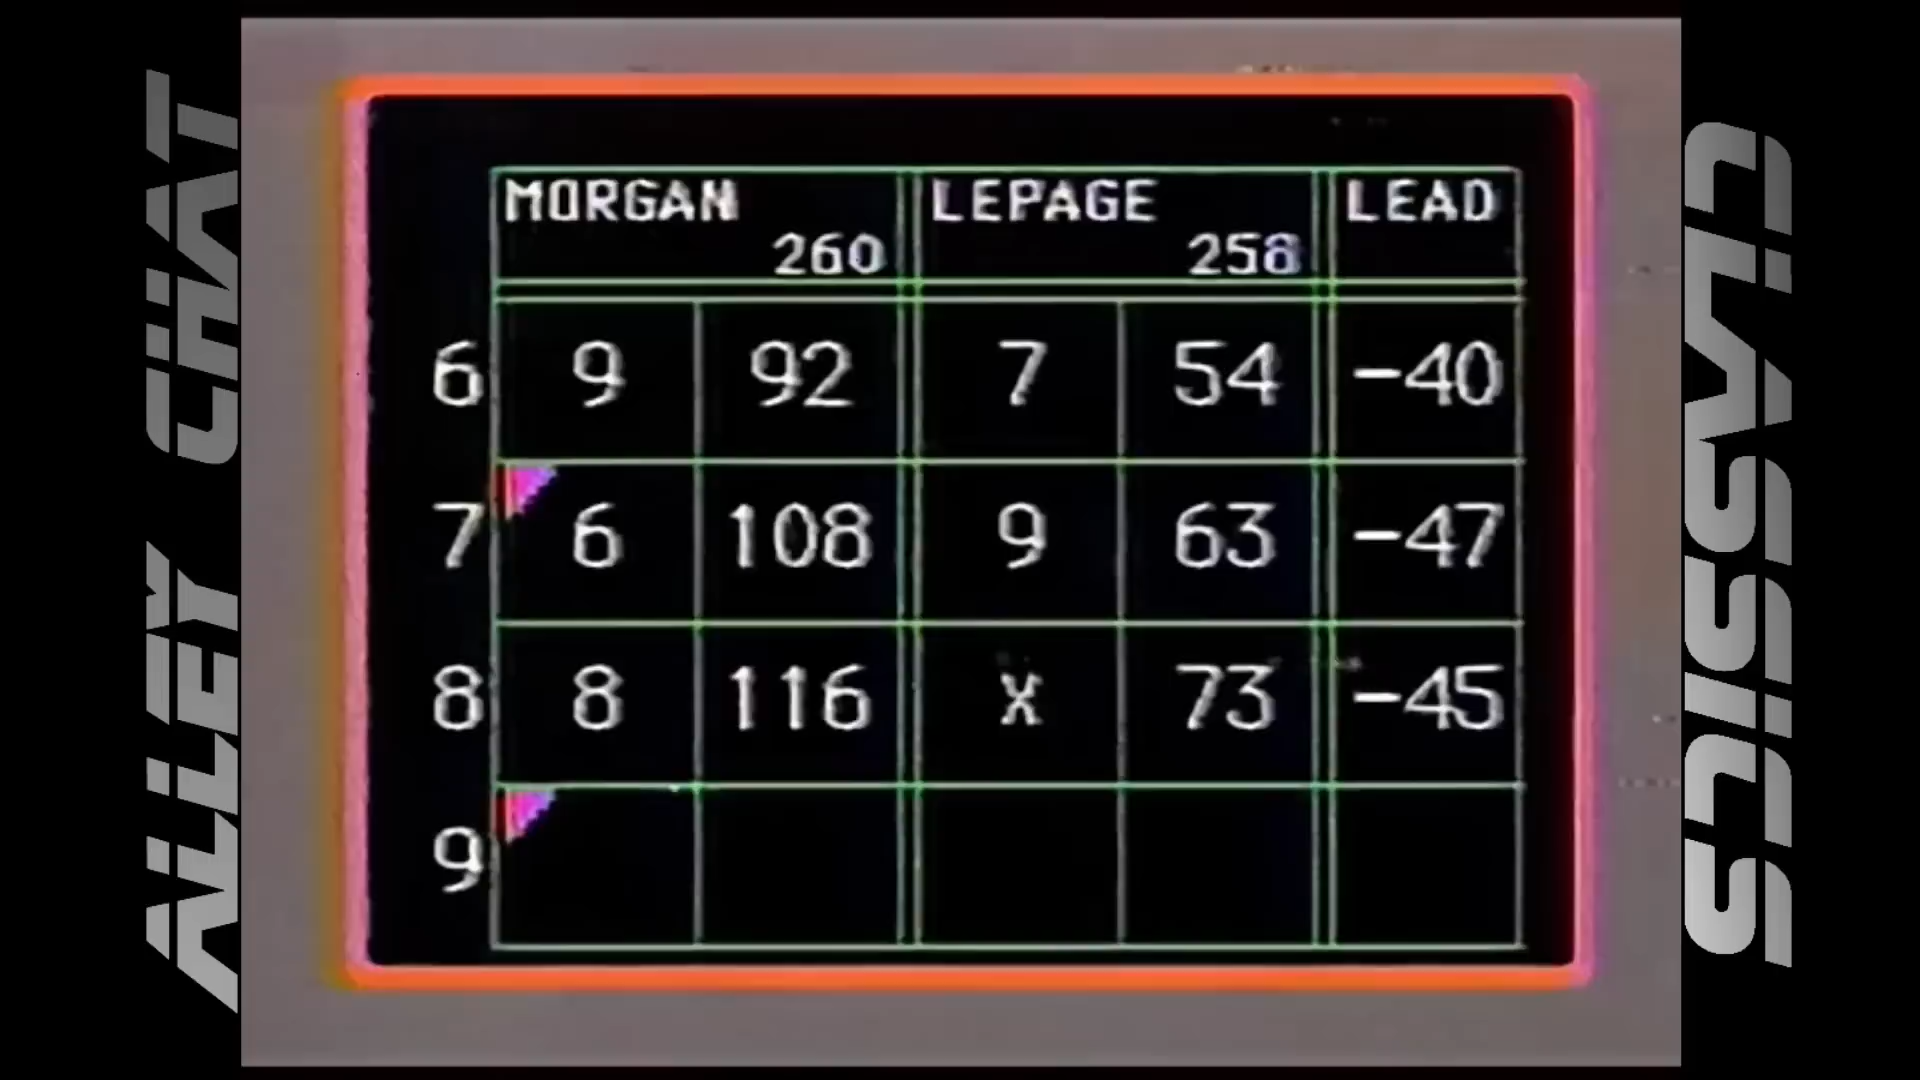 ALLEY CHAT
CLASSICS
MORGAN LEPAGE LEAD
260 258
6 9 92 7 54 -40
7 6 108 9 63 -47
8 8 116 X 73 -45
9